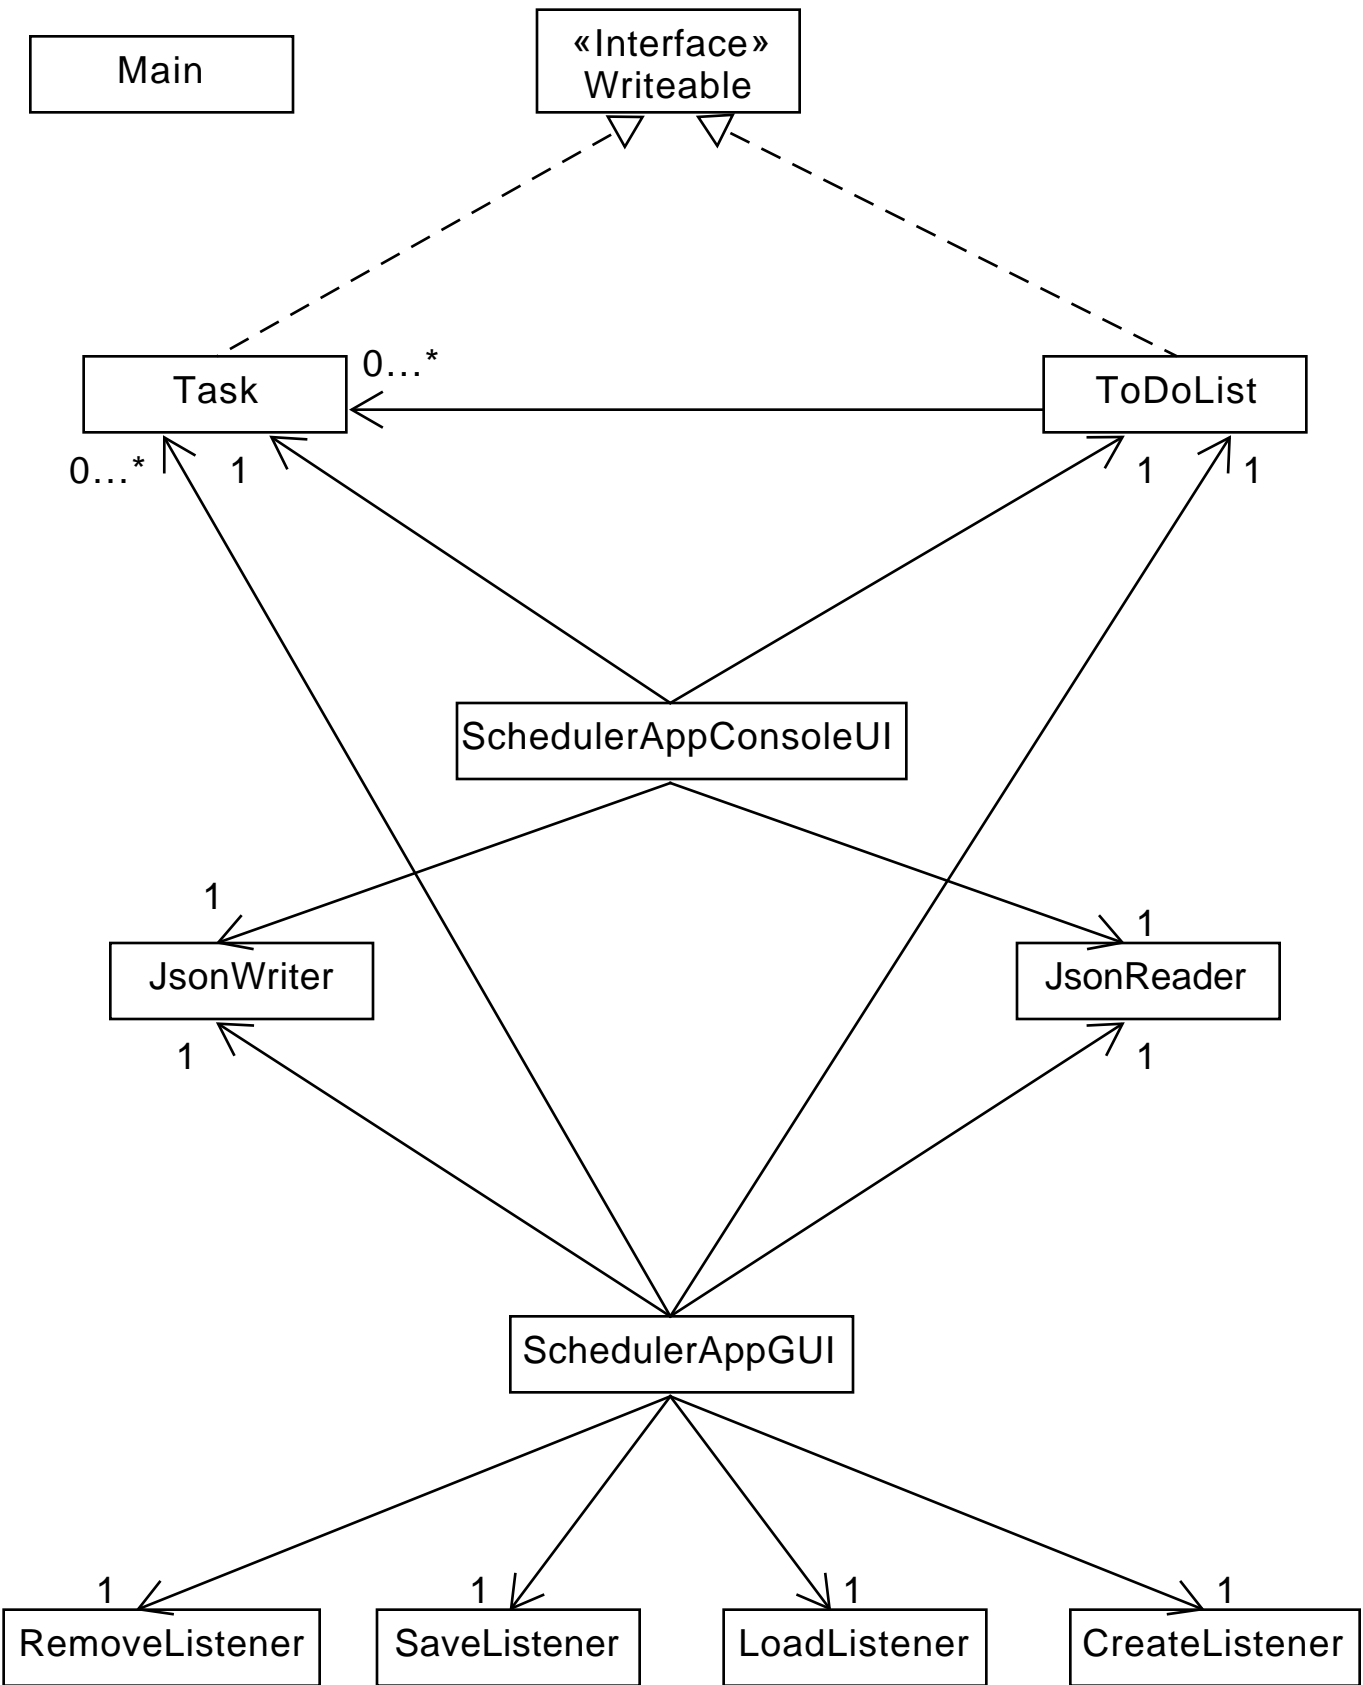 Main
«Interface»
Writeable
0...*
Task
ToDoList
0...*
1
1
1
SchedulerAppConsoleUI
1
1
JsonWriter
JsonReader
1
1
SchedulerAppGUI
1
1
1
1
RemoveListener
SaveListener
LoadListener
CreateListener